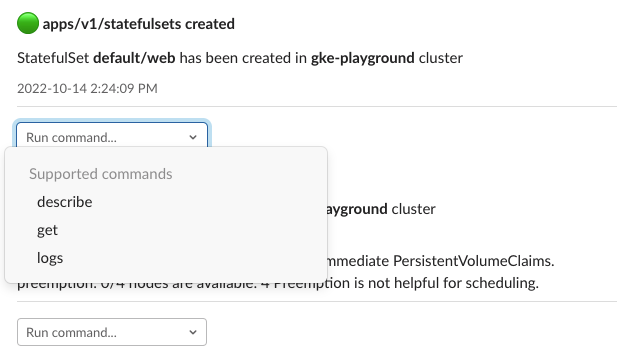 apps/v1/statefulsets created
StatefulSet default/web has been created in gke-playground cluster
2022-10-14 2:24:09 PM
Run command...
Supported commands
describe
get
logs
ayground cluster
mmediate PersistentVolumeClaims.
preemption: 0/4 nodes are available: 4 Preemption is not helpful for scheduling.
Run command...